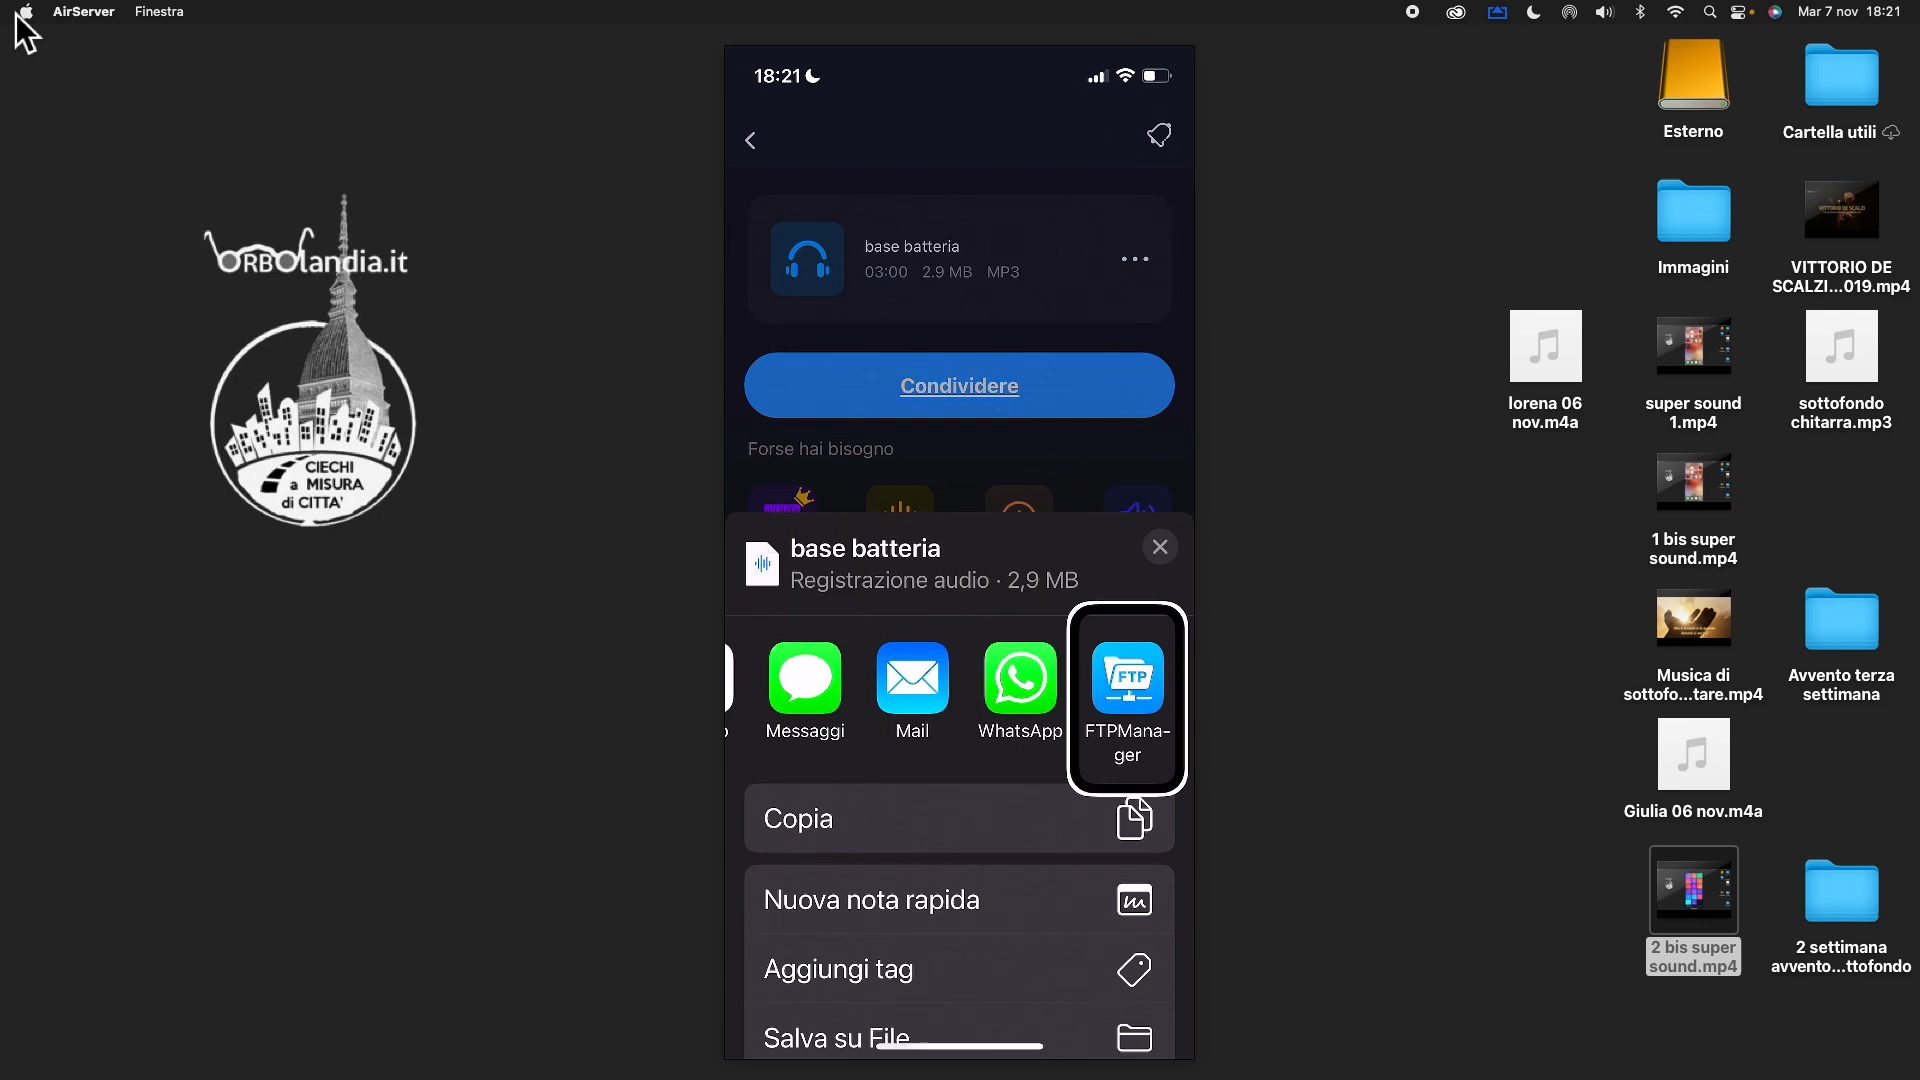 AirServer Finestra
Mar 7 nov 18:21
ORBOlandia.it
CIECHI
a MISURA
di CITTA'
18:21
base batteria
03:00 2.9 MB MP3
Condividere
Forse hai bisogno
base batteria
Registrazione audio · 2,9 MB
Messaggi
Mail
WhatsApp
FTPMana-
ger
FTP
Copia
Nuova nota rapida
Aggiungi tag
Salva su File
Esterno
Cartella utili
Immagini
VITTORIO DE SCALZI
VITTORIO DE
SCALZI...019.mp4
lorena 06
nov.m4a
super sound
1.mp4
sottofondo
chitarra.mp3
1 bis super
sound.mp4
Musica di
sottofo...tare.mp4
Avvento terza
settimana
Giulia 06 nov.m4a
2 bis super
sound.mp4
2 settimana
avvento...ttofondo